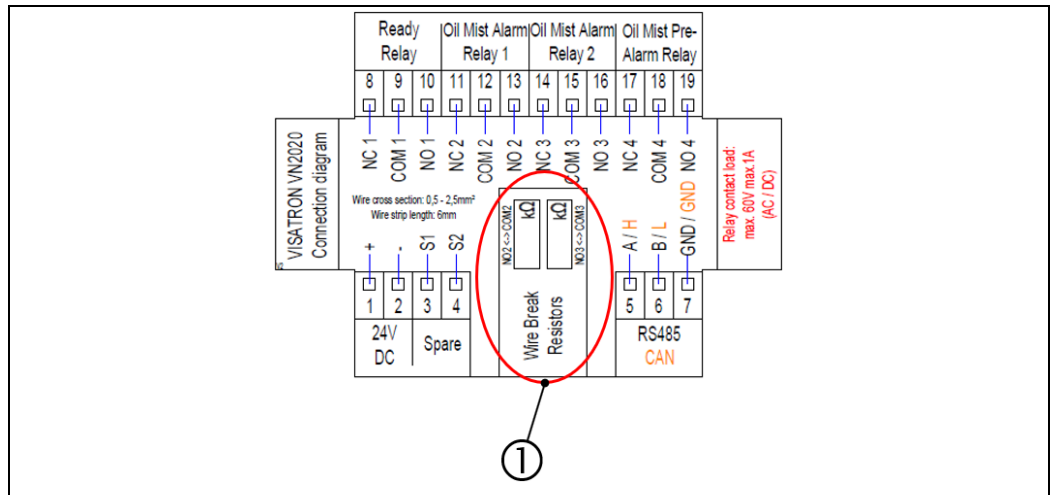 Ready Relay
Oil Mist Alarm Relay 1
Oil Mist Alarm Relay 2
Oil Mist Pre-Alarm Relay
8 9 10 11 12 13 14 15 16 17 18 19
NC 1
COM 1
NO 1
NC 2
COM 2
NO 2
NC 3
COM 3
NO 3
NC 4
COM 4
NO 4
VISATRON VN2020
Connection diagram
V2
Wire cross section: 0,5 - 2,5mm²
Wire strip length: 6mm
+
-
S1
S2
NO2<->COM2
kΩ
kΩ
NO3<->COM3
A / H
B / L
GND / GND
Relay contact load:
max. 60V max.1A
(AC / DC)
Wire Break
Resistors
1 2 3 4
5 6 7
24V
DC
Spare
RS485
CAN
1